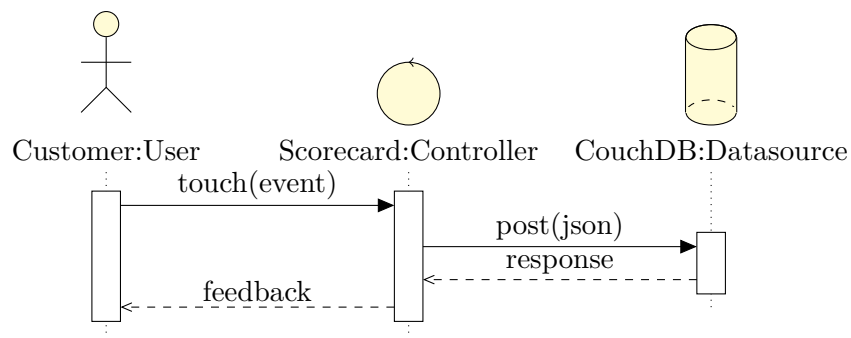 Customer:User
Scorecard:Controller
CouchDB:Datasource
touch(event)
post(json)
response
feedback